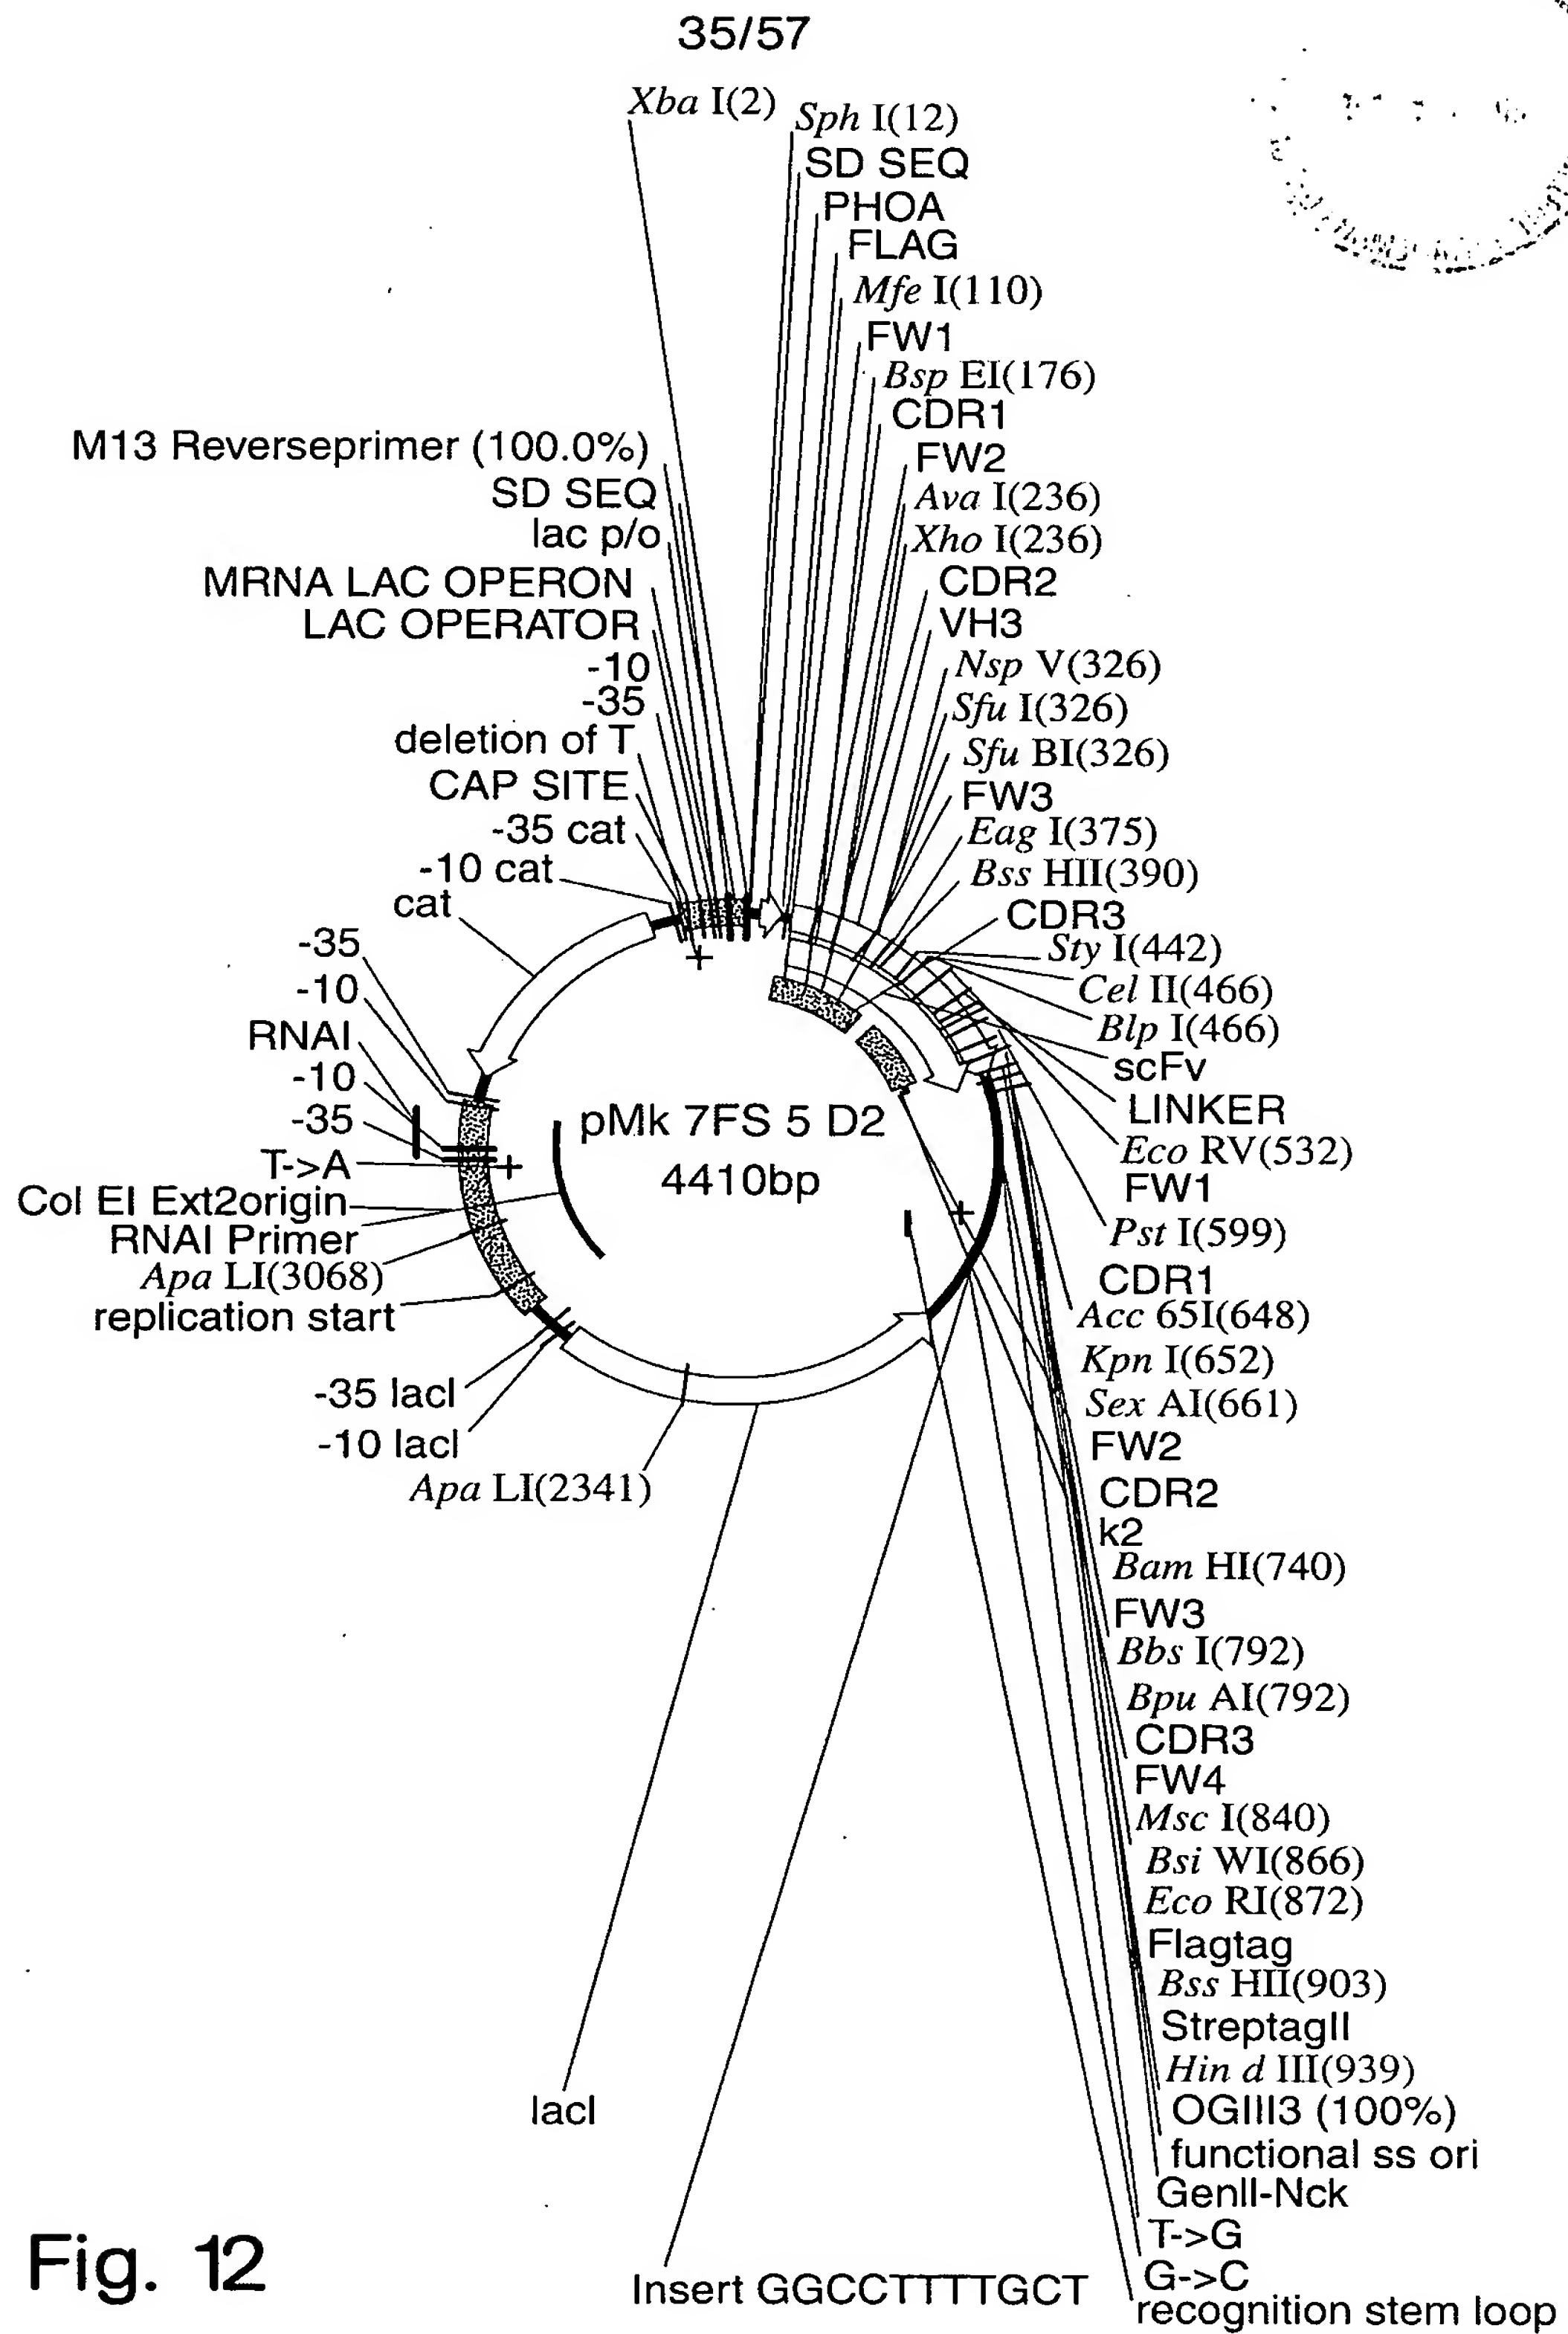 35/57
Xba I(2)
Sph I(12)
SD SEQ
PHOA
FLAG
Mfe I(110)
FW1
Bsp EI(176)
CDR1
FW2
Ava I(236)
Xho I(236)
CDR2
VH3
Nsp V(326)
Sfu I(326)
Sfu BI(326)
FW3
Eag I(375)
Bss HII(390)
CDR3
Sty I(442)
Cel II(466)
Blp I(466)
scFv
LINKER
Eco RV(532)
FW1
Pst I(599)
CDR1
Acc 65I(648)
Kpn I(652)
Sex AI(661)
FW2
CDR2
k2
Bam HI(740)
FW3
Bbs I(792)
Bpu AI(792)
CDR3
FW4
Msc I(840)
Bsi WI(866)
Eco RI(872)
Flagtag
Bss HII(903)
StreptagII
Hin d III(939)
OGIII3 (100%)
functional ss ori
GenII-Nck
T->G
G->C
recognition stem loop
M13 Reverseprimer (100.0%)
SD SEQ
lac p/o
MRNA LAC OPERON
LAC OPERATOR
-10
-35
deletion of T
CAP SITE
-35 cat
-10 cat
cat
-35
-10
RNAI
-10
-35
T->A
Col EI Ext2origin
RNAI Primer
Apa LI(3068)
replication start
-35 lacI
-10 lacI
Apa LI(2341)
pMk 7FS 5 D2
4410bp
lacI
Insert GGCCTTTTGCT
Fig. 12